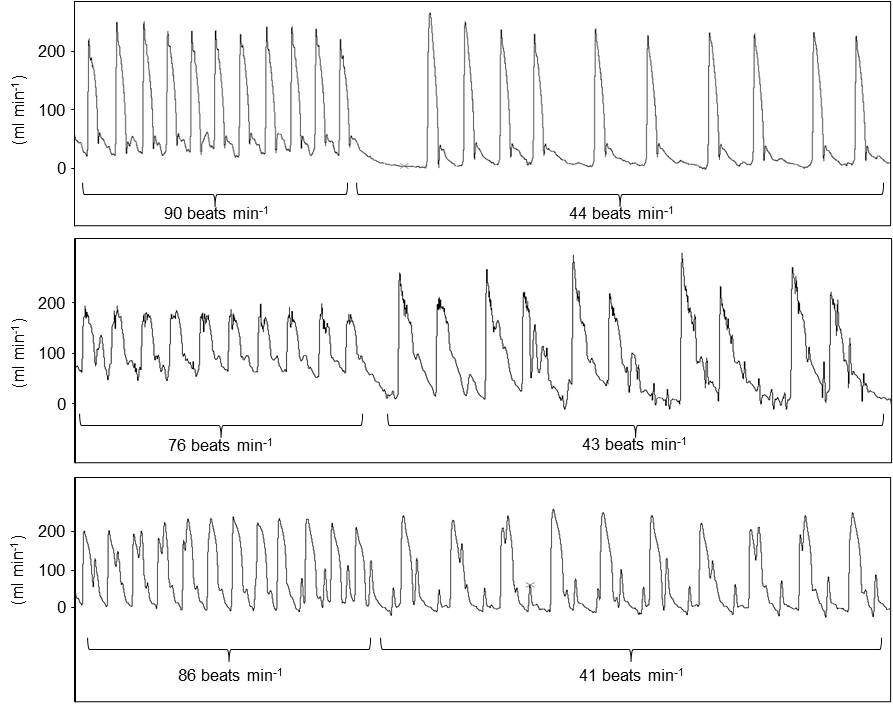 200
100
0
(ml min⁻¹)
90 beats min⁻¹
44 beats min⁻¹
200
100
0
(ml min⁻¹)
76 beats min⁻¹
43 beats min⁻¹
200
100
0
(ml min⁻¹)
86 beats min⁻¹
41 beats min⁻¹